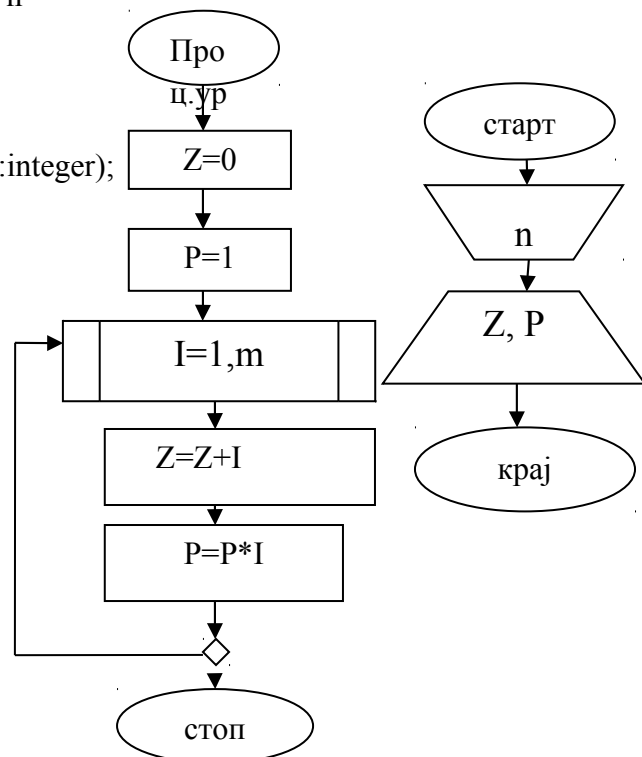 Про
ц.ур
:integer);
Z=0
P=1
I=1,m
Z=Z+I
P=P*I
стоп
старт
n
Z, P
крај